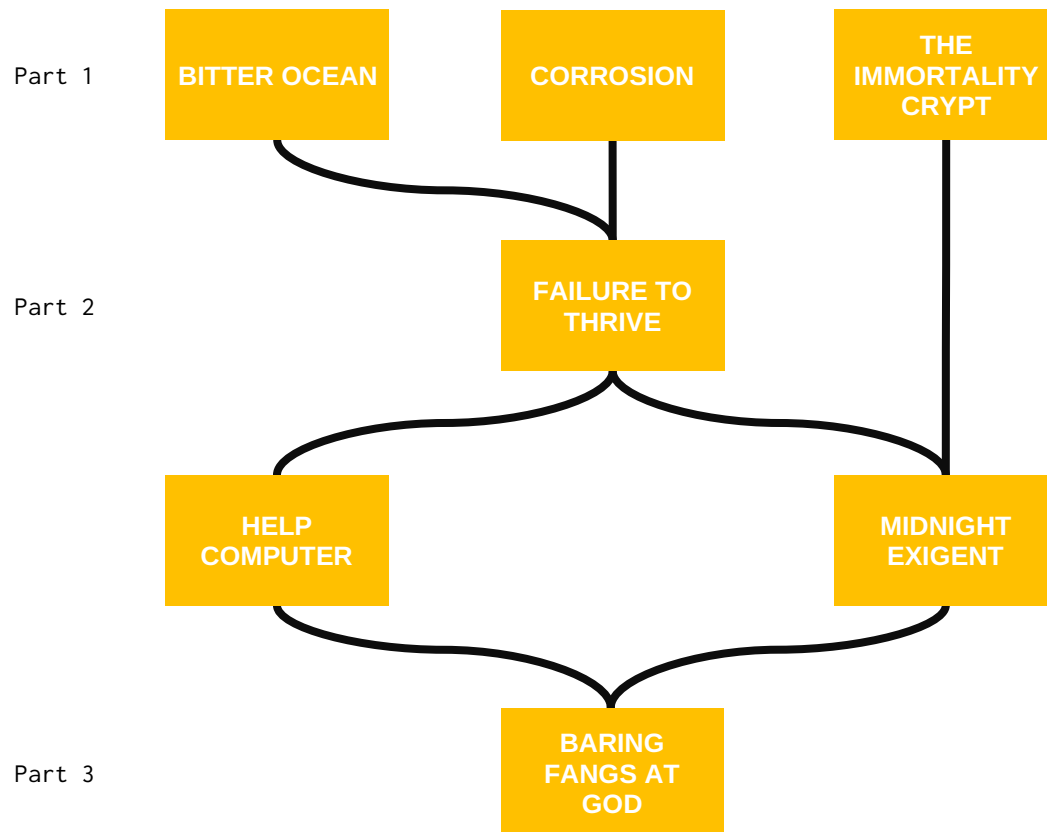 Part 1
BITTER OCEAN
CORROSION
THE
IMMORTALITY
CRYPT
Part 2
FAILURE TO
THRIVE
HELP
COMPUTER
MIDNIGHT
EXIGENT
Part 3
BARING
FANGS AT
GOD